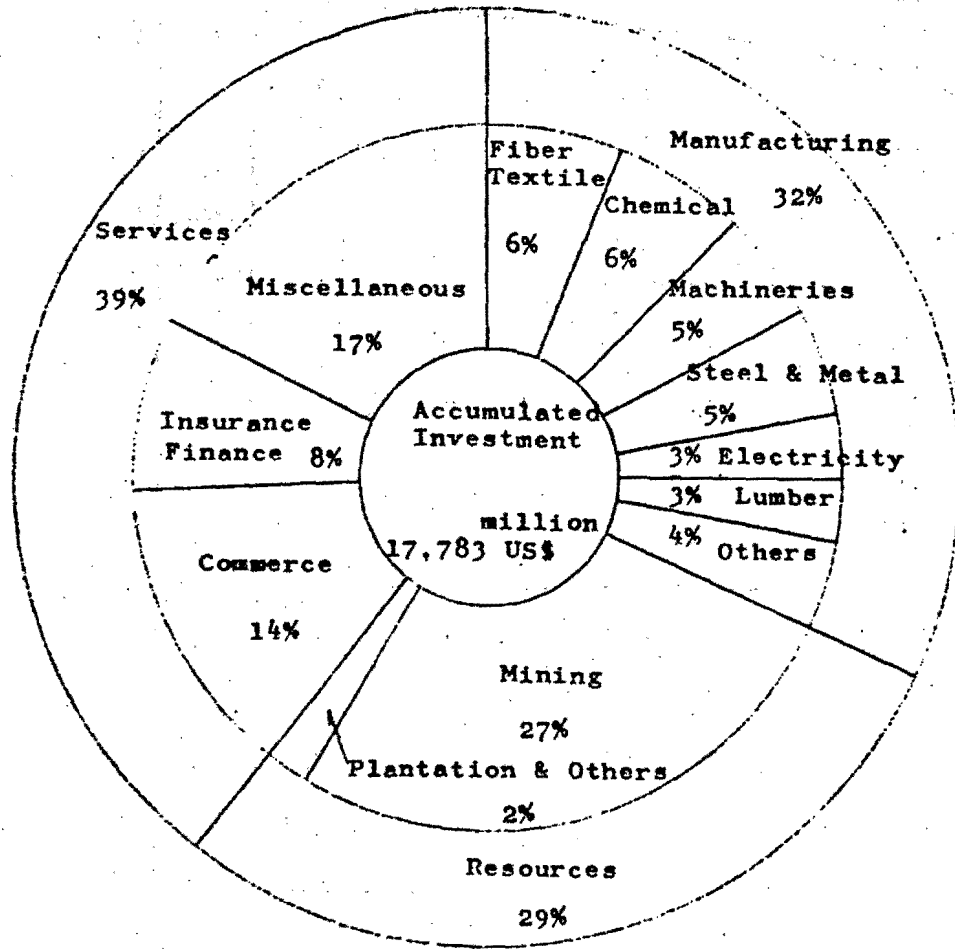 Fiber
Textile
6%
Manufacturing
32%
Chemical
6%
Services
39%
Miscellaneous
17%
Machineries
5%
Steel & Metal
5%
Accumulated
Investment
Insurance
Finance 8%
3% Electricity
3% Lumber
4% Others
million
17,783 US$
Commerce
14%
Mining
27%
Plantation & Others
2%
Resources
29%